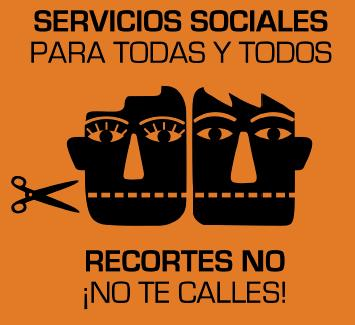 SERVICIOS SOCIALES
PARA TODAS Y TODOS
RECORTES NO
¡NO TE CALLES!